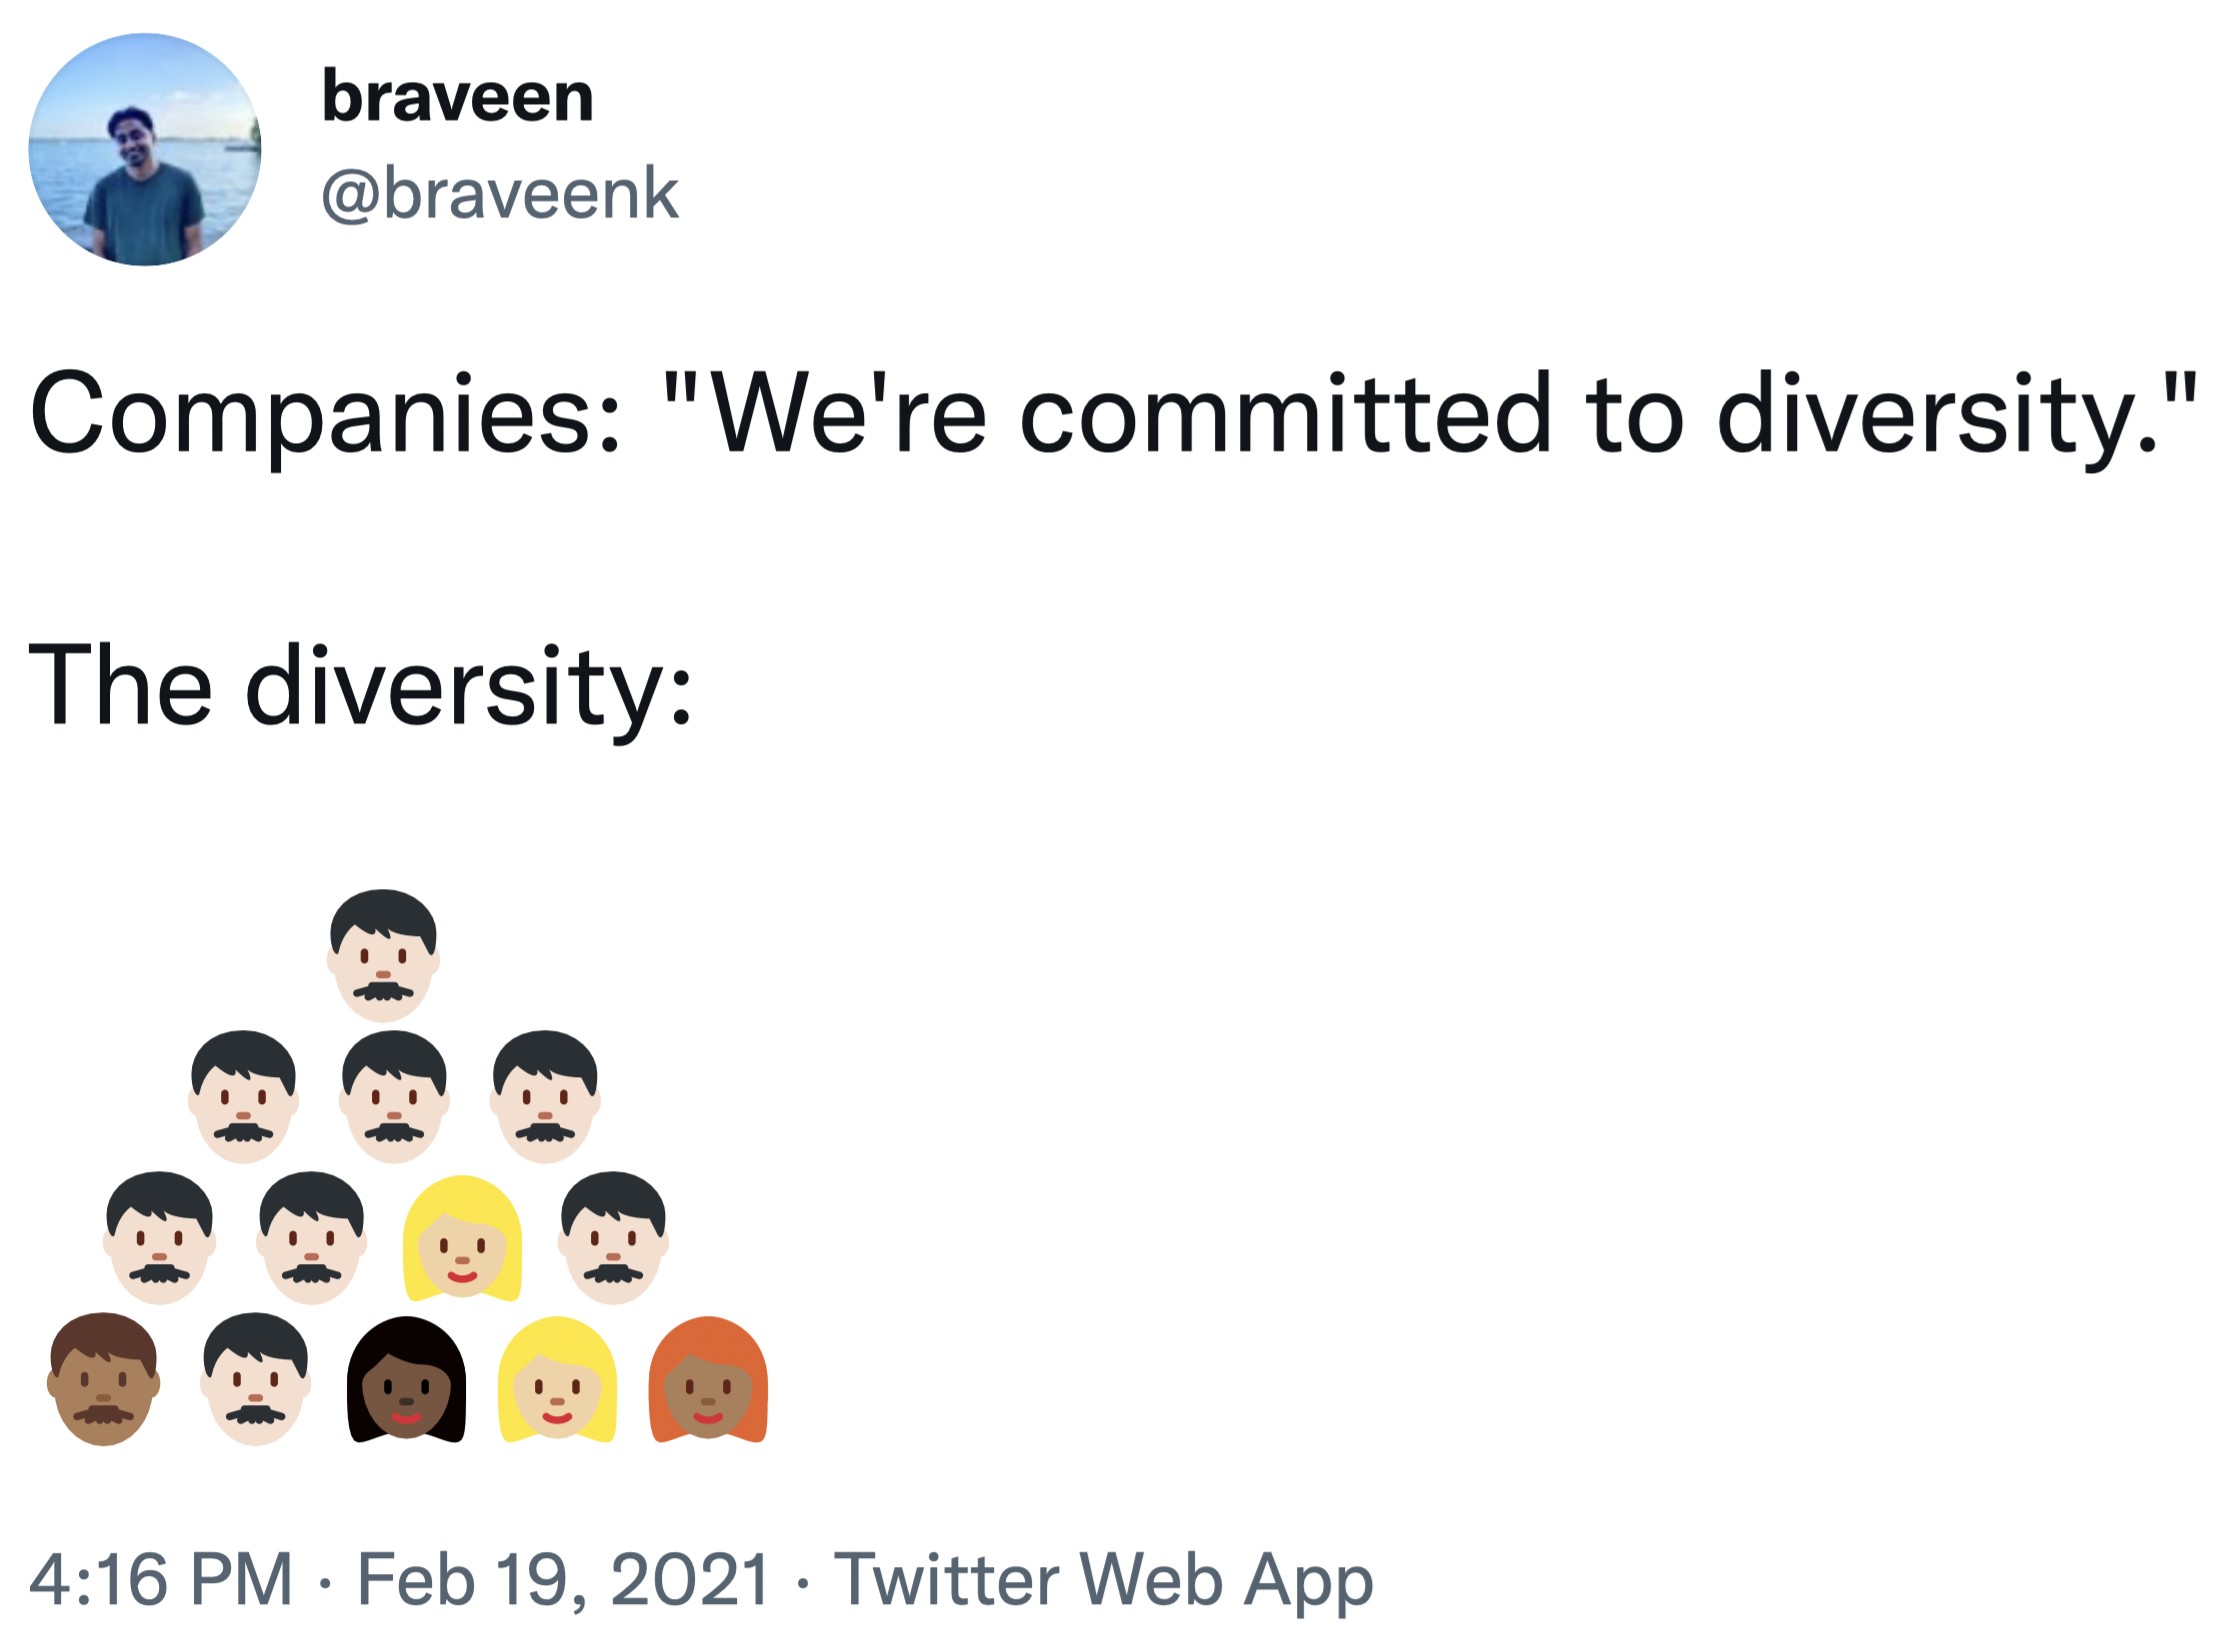 braveen
@braveenk
Companies: "We're committed to diversity."
The diversity:
4:16 PM · Feb 19, 2021 · Twitter Web App